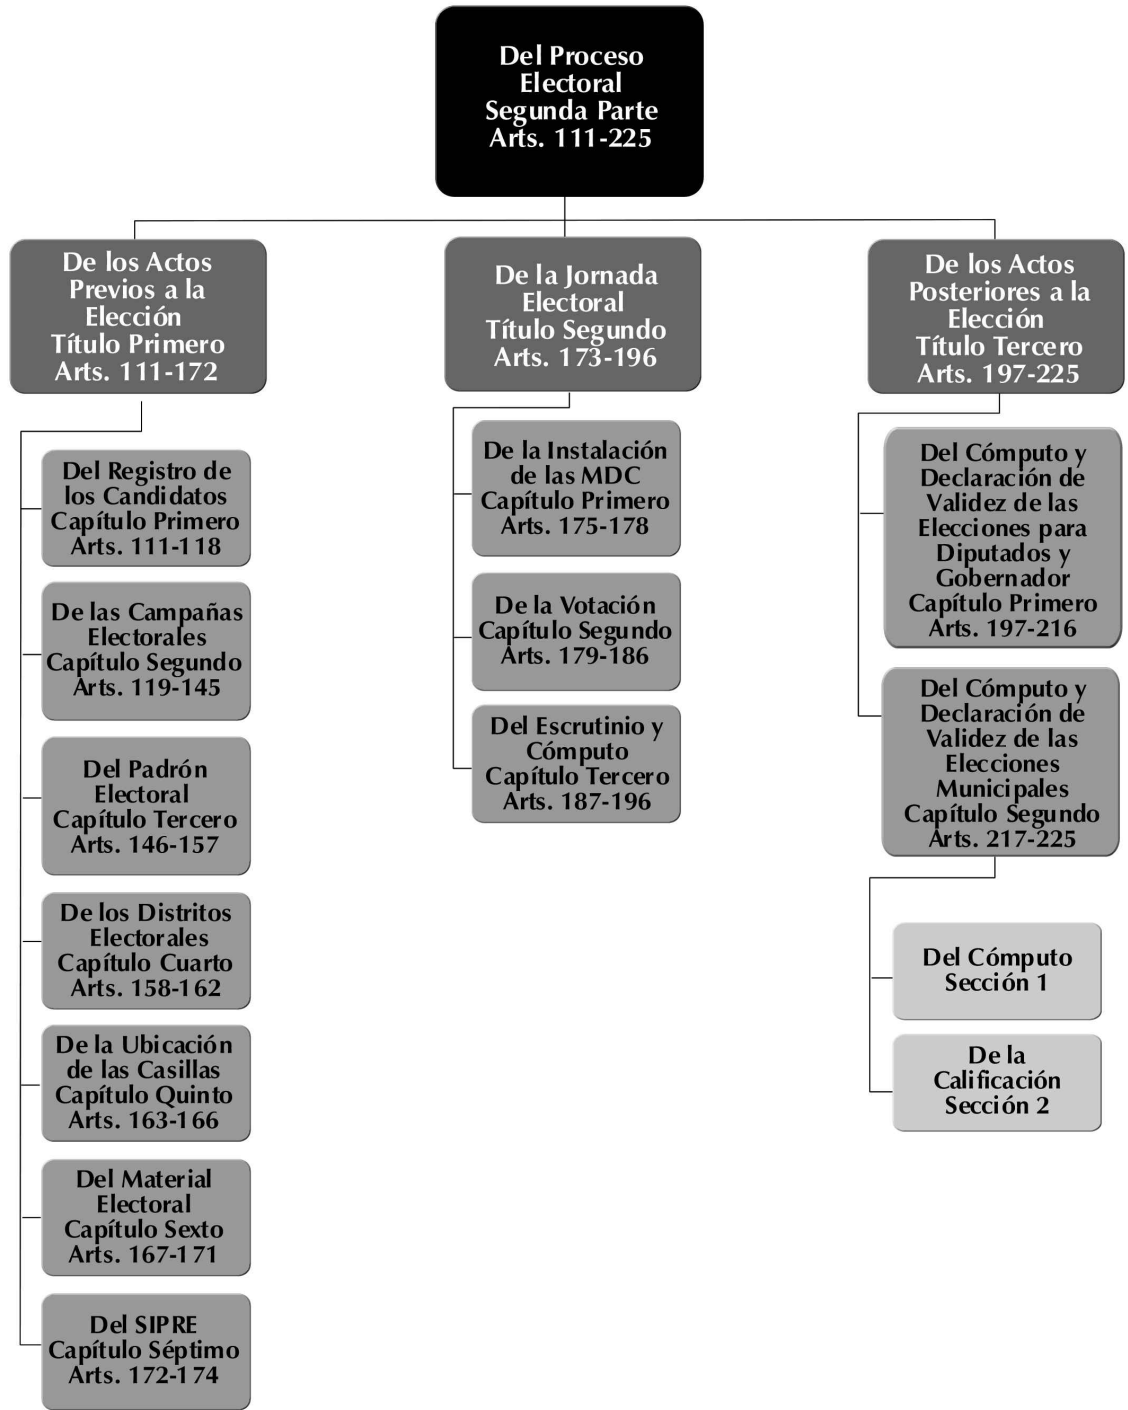 Del Proceso
Electoral
Segunda Parte
Arts. 111-225
De los Actos
Previos a la
Elección
Título Primero
Arts. 111-172
Del Registro de
los Candidatos
Capítulo Primero
Arts. 111-118
De las Campañas
Electorales
Capítulo Segundo
Arts. 119-145
Del Padrón
Electoral
Capítulo Tercero
Arts. 146-157
De los Distritos
Electorales
Capítulo Cuarto
Arts. 158-162
De la Ubicación
de las Casillas
Capítulo Quinto
Arts. 163-166
Del Material
Electoral
Capítulo Sexto
Arts. 167-171
Del SIPRE
Capítulo Séptimo
Arts. 172-174
De la Jornada
Electoral
Título Segundo
Arts. 173-196
De la Instalación
de las MDC
Capítulo Primero
Arts. 175-178
De la Votación
Capítulo Segundo
Arts. 179-186
Del Escrutinio y
Cómputo
Capítulo Tercero
Arts. 187-196
De los Actos
Posteriores a la
Elección
Título Tercero
Arts. 197-225
Del Cómputo y
Declaración de
Validez de las
Elecciones para
Diputados y
Gobernador
Capítulo Primero
Arts. 197-216
Del Cómputo y
Declaración de
Validez de las
Elecciones
Municipales
Capítulo Segundo
Arts. 217-225
Del Cómputo
Sección 1
De la
Calificación
Sección 2